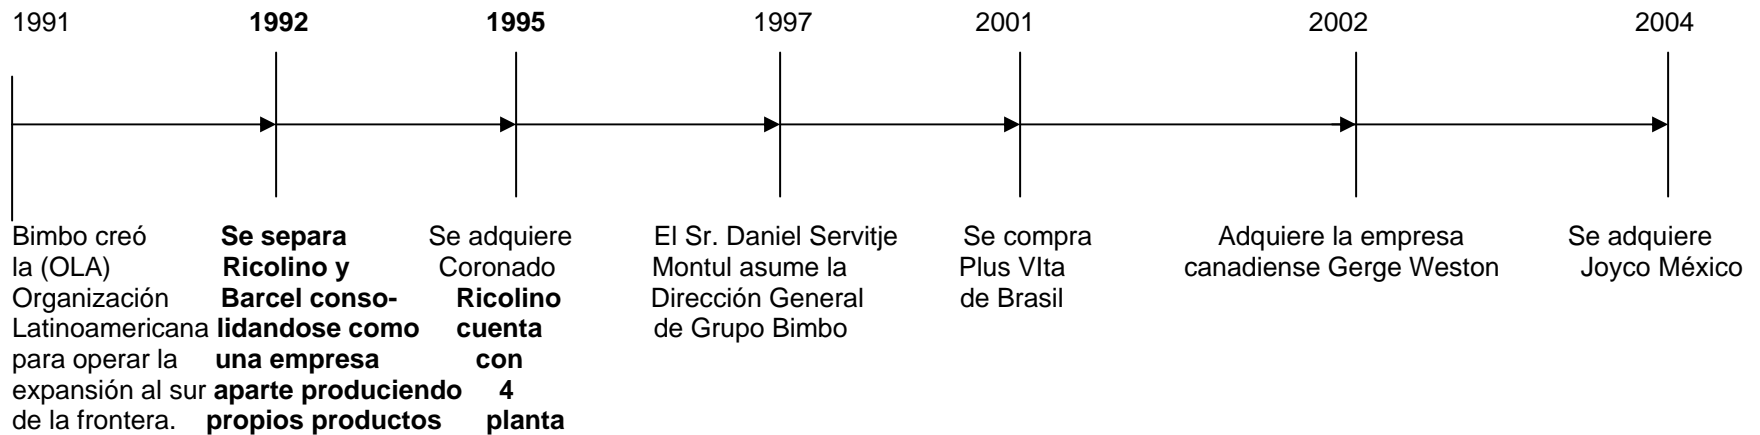 1991 1992 1995 1997 2001 2002 2004
Bimbo creó
la (OLA)
Organización
Latinoamericana
para operar la
expansión al sur
de la frontera.
Se separa
Ricolino y
Barcel conso-
lidandose como
una empresa
aparte produciendo
propios productos
Se adquiere
Coronado
Ricolino
cuenta
con
4
planta
El Sr. Daniel Servitje
Montul asume la
Dirección General
de Grupo Bimbo
Se compra
Plus VIta
de Brasil
Adquiere la empresa
canadiense Gerge Weston
Se adquiere
Joyco México